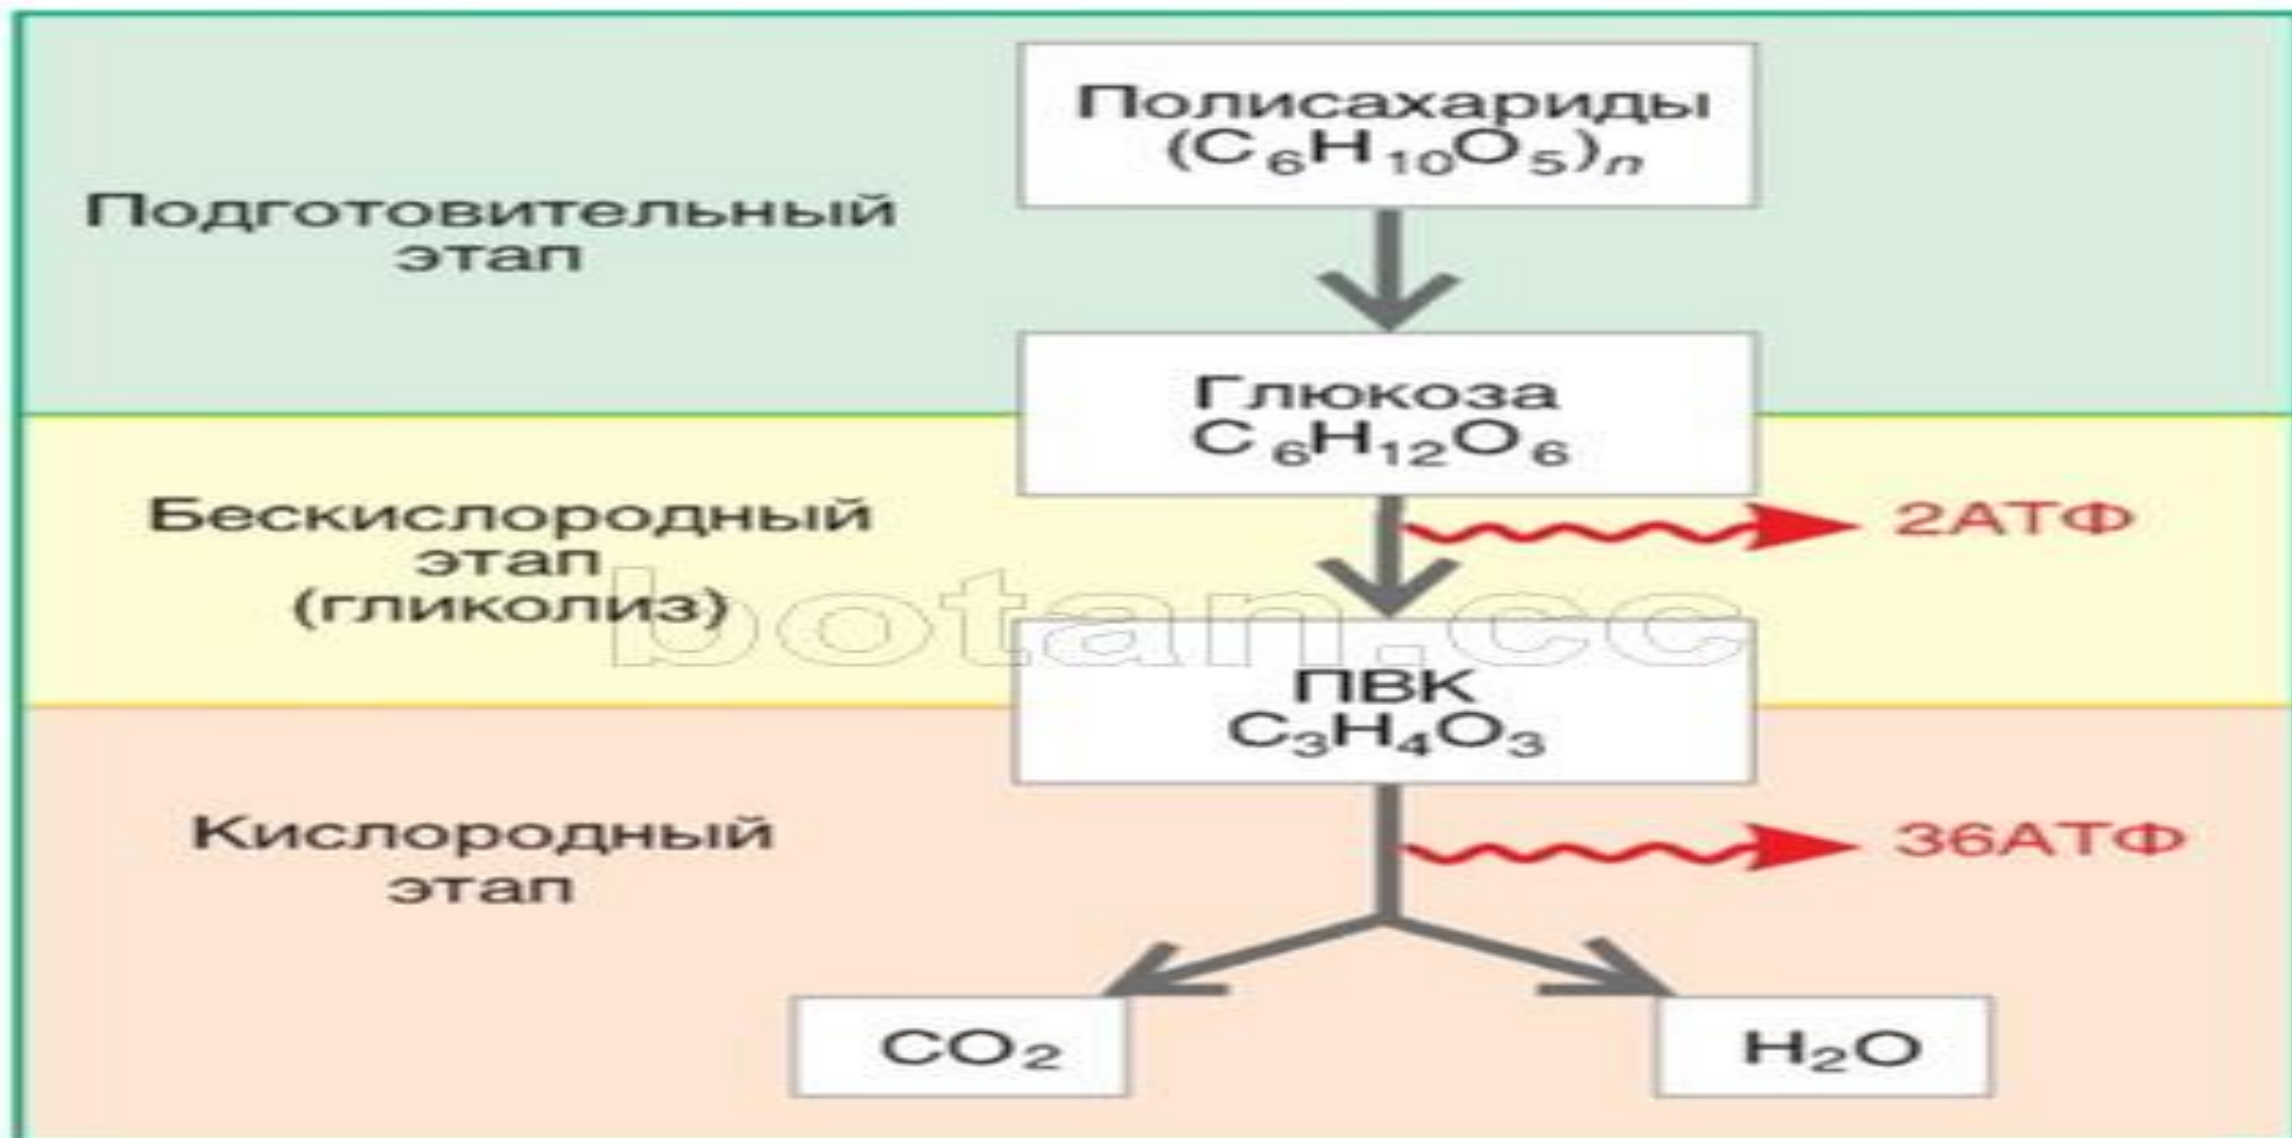 Полисахариды
(C₆H₁₀O₅)ₙ
Подготовительный
этап
Глюкоза
C₆H₁₂O₆
Бескислородный
этап
(гликолиз)
2АТФ
botan.cc
ПВК
C₃H₄O₃
Кислородный
этап
36АТФ
CO₂
H₂O